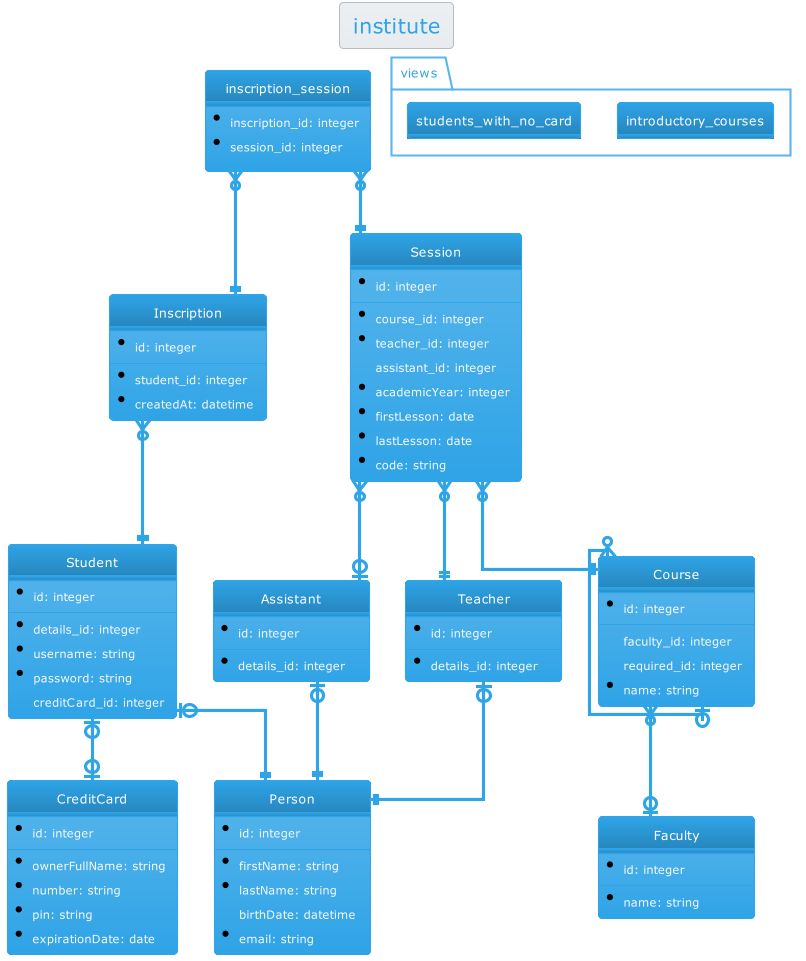 institute
views
students_with_no_card
introductory_courses
inscription_session
inscription_id: integer
session_id: integer
Session
id: integer
course_id: integer
teacher_id: integer
assistant_id: integer
academicYear: integer
firstLesson: date
lastLesson: date
code: string
Inscription
id: integer
student_id: integer
createdAt: datetime
Student
id: integer
details_id: integer
username: string
password: string
creditCard_id: integer
Assistant
id: integer
details_id: integer
Teacher
id: integer
details_id: integer
Course
id: integer
faculty_id: integer
required_id: integer
name: string
CreditCard
id: integer
ownerFullName: string
number: string
pin: string
expirationDate: date
Person
id: integer
firstName: string
lastName: string
birthDate: datetime
email: string
Faculty
id: integer
name: string